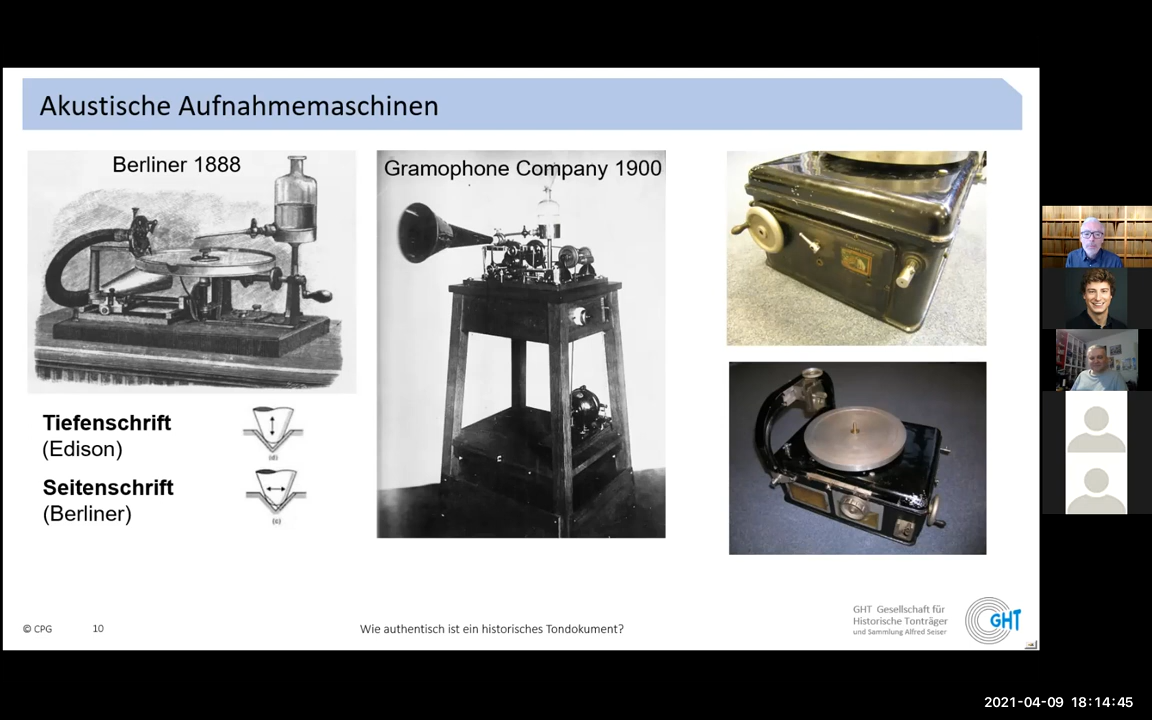 Akustische Aufnahmemaschinen
Berliner 1888
Gramophone Company 1900
Tiefenschrift
(Edison)
(d)
Seitenschrift
(Berliner)
(c)
© CPG
10
Wie authentisch ist ein historisches Tondokument?
GHT Gesellschaft für
Historische Tonträger
und Sammlung Alfred Seiser
GHT
2021-04-09 18:14:45